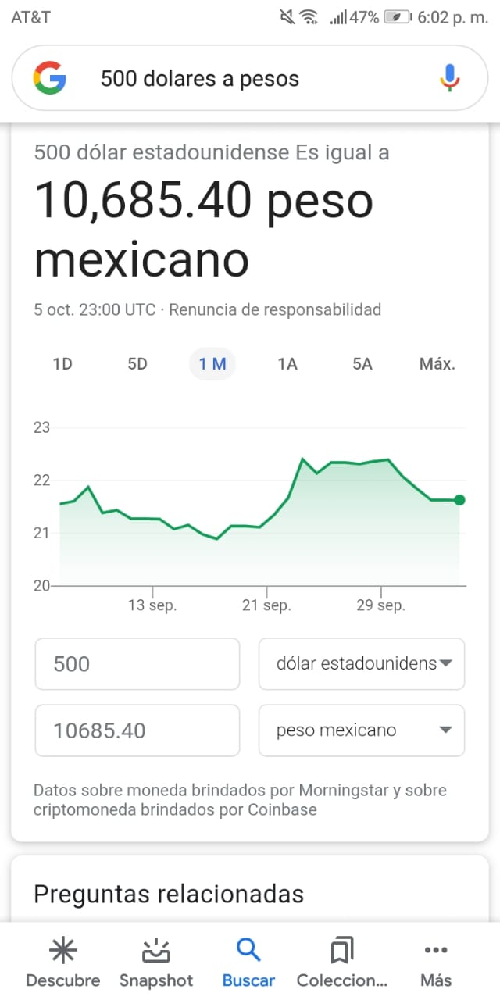 AT&T 47% 6:02 p. m.
500 dolares a pesos
500 dólar estadounidense Es igual a
10,685.40 peso
mexicano
5 oct. 23:00 UTC · Renuncia de responsabilidad
1D 5D 1 M 1A 5A Máx.
23
22
21
20
13 sep. 21 sep. 29 sep.
500 dólar estadounidens
10685.40 peso mexicano
Datos sobre moneda brindados por Morningstar y sobre
criptomoneda brindados por Coinbase
Preguntas relacionadas
Descubre Snapshot Buscar Coleccion... Más